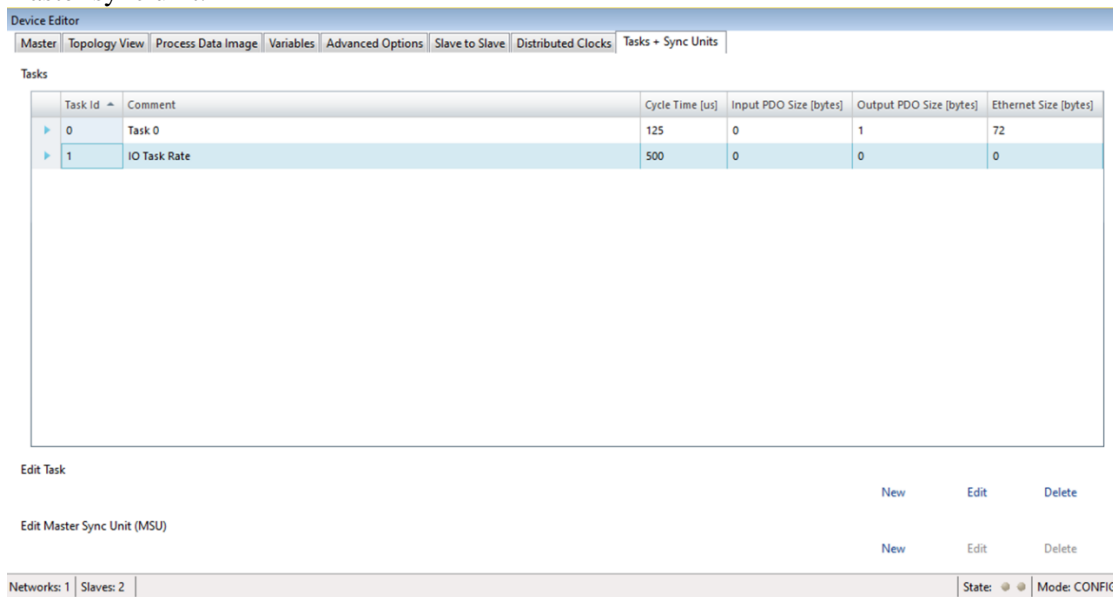 Device Editor
Master Topology View Process Data Image Variables Advanced Options Slave to Slave Distributed Clocks Tasks + Sync Units
Tasks
Task Id Comment Cycle Time [us] Input PDO Size [bytes] Output PDO Size [bytes] Ethernet Size [bytes]
0 Task 0 125 0 1 72
1 IO Task Rate 500 0 0 0
Edit Task
New Edit Delete
Edit Master Sync Unit (MSU)
New Edit Delete
Networks: 1 Slaves: 2 State: Mode: CONFIG